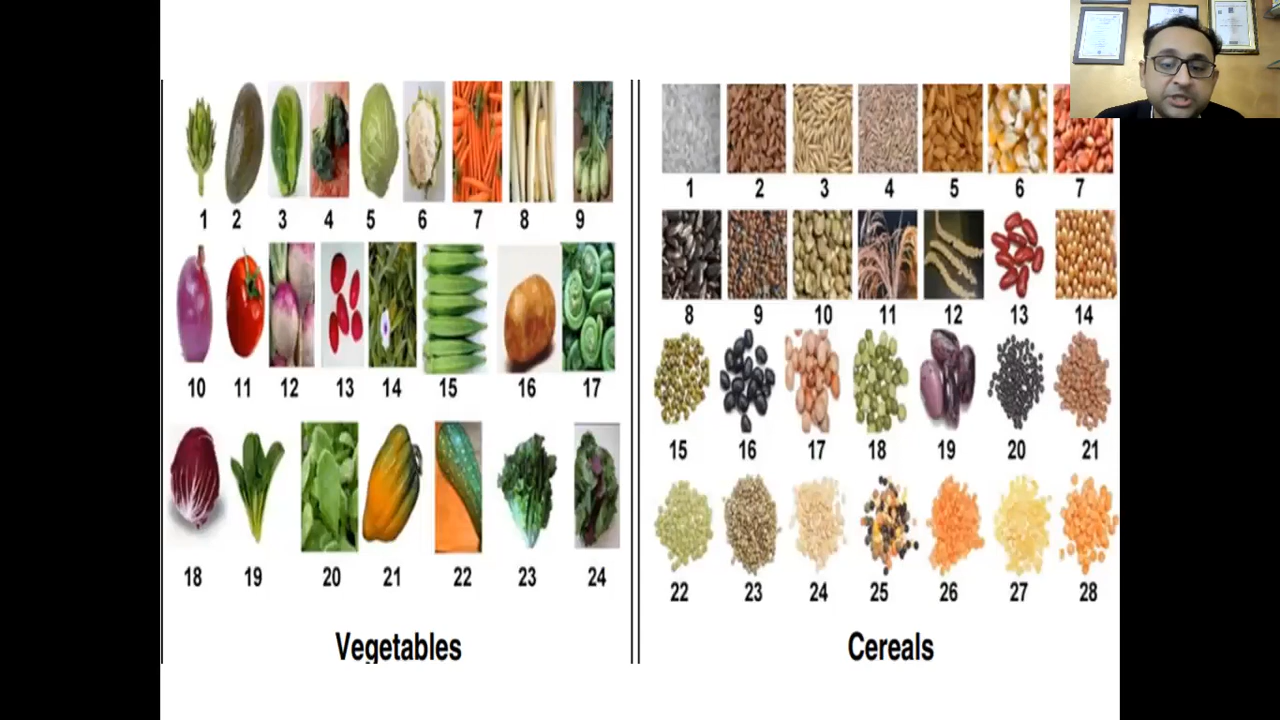 1 2 3 4 5 6 7 8 9
10 11 12 13 14 15 16 17
18 19 20 21 22 23 24
Vegetables
1 2 3 4 5 6 7
8 9 10 11 12 13 14
15 16 17 18 19 20 21
22 23 24 25 26 27 28
Cereals